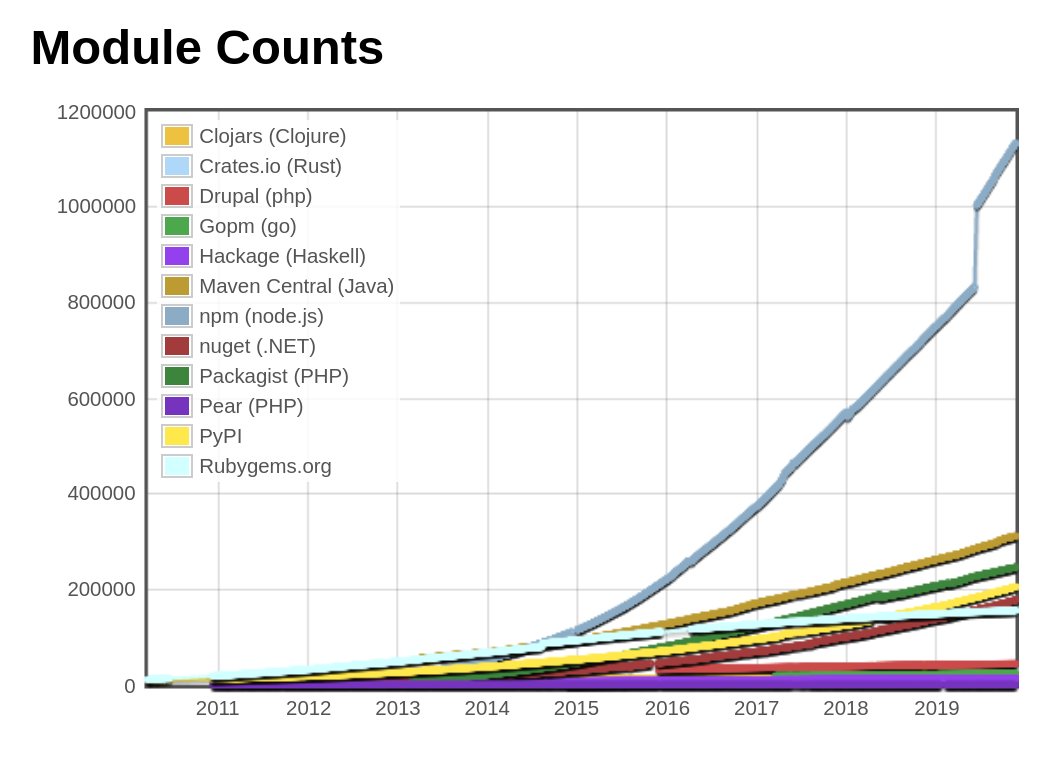 Module Counts
1200000
1000000
800000
600000
400000
200000
0
Clojars (Clojure)
Crates.io (Rust)
Drupal (php)
Gopm (go)
Hackage (Haskell)
Maven Central (Java)
npm (node.js)
nuget (.NET)
Packagist (PHP)
Pear (PHP)
PyPI
Rubygems.org
2011 2012 2013 2014 2015 2016 2017 2018 2019